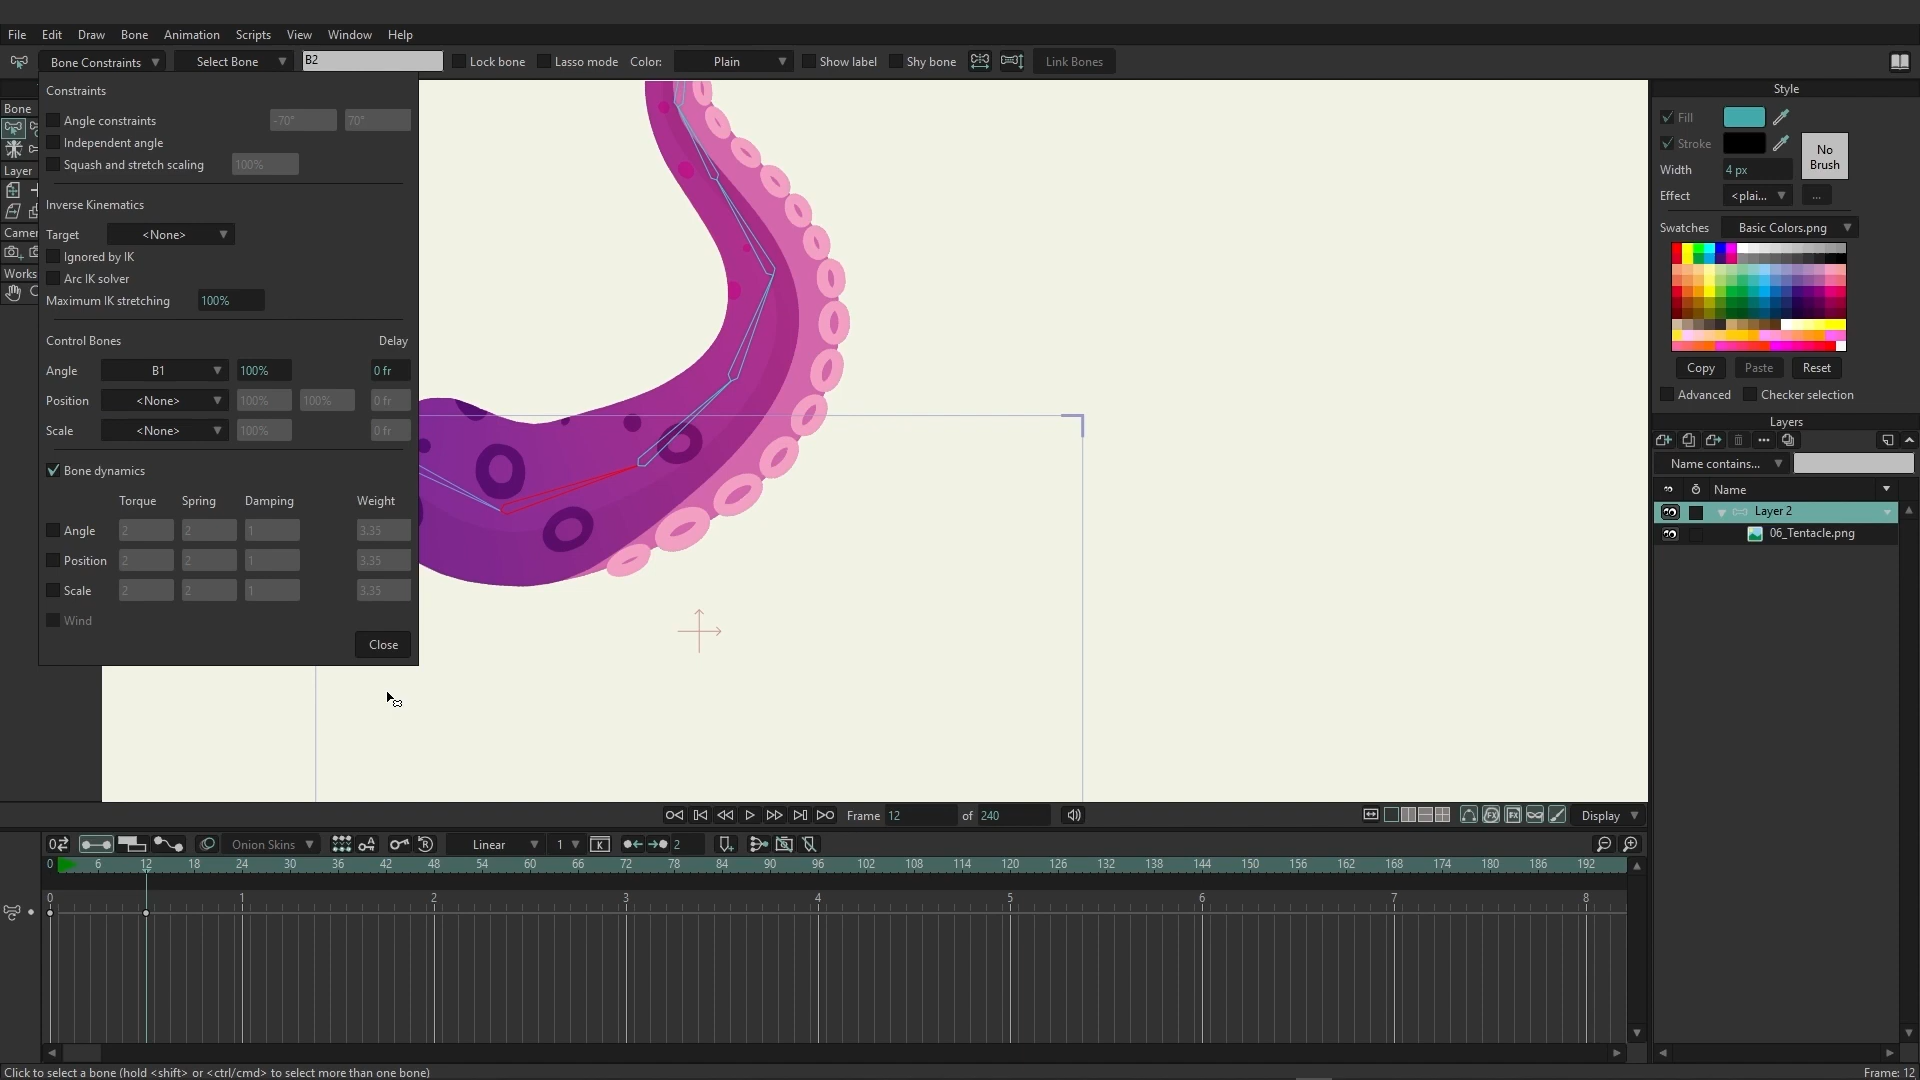 File Edit Draw Bone Animation Scripts View Window Help
Bone Constraints Select Bone B2 Lock bone Lasso mode Color: Plain Show label Shy bone Link Bones
Constraints
Angle constraints -70° 70°
Independent angle
Squash and stretch scaling 100%
Inverse Kinematics
Target <None>
Ignored by IK
Arc IK solver
Maximum IK stretching 100%
Control Bones Delay
Angle B1 100% 0 fr
Position <None> 100% 100% 0 fr
Scale <None> 100% 0 fr
Bone dynamics
Torque Spring Damping Weight
Angle 2 2 1 3.35
Position 2 2 1 3.35
Scale 2 2 1 3.35
Wind
Close
Bone
Layer
Camer
Works
Style
Fill
Stroke
No
Brush
Width 4 px
Effect <plai... ...
Swatches Basic Colors.png
Copy Paste Reset
Advanced Checker selection
Layers
Name contains...
Name
Layer 2
06_Tentacle.png
Frame 12 of 240 Display
Onion Skins Linear 1 K 2
0 6 12 18 24 30 36 42 48 54 60 66 72 78 84 90 96 102 108 114 120 126 132 138 144 150 156 162 168 174 180 186 192
0 1 2 3 4 5 6 7 8
Click to select a bone (hold <shift> or <ctrl/cmd> to select more than one bone) Frame: 12